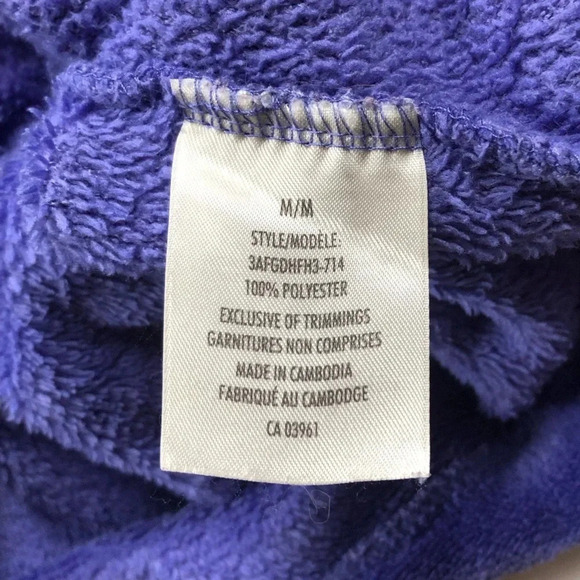 M/M
STYLE/MODÈLE:
3AFGDHFH3-714
100% POLYESTER
EXCLUSIVE OF TRIMMINGS
GARNITURES NON COMPRISES
MADE IN CAMBODIA
FABRIQUÉ AU CAMBODGE
CA 03961